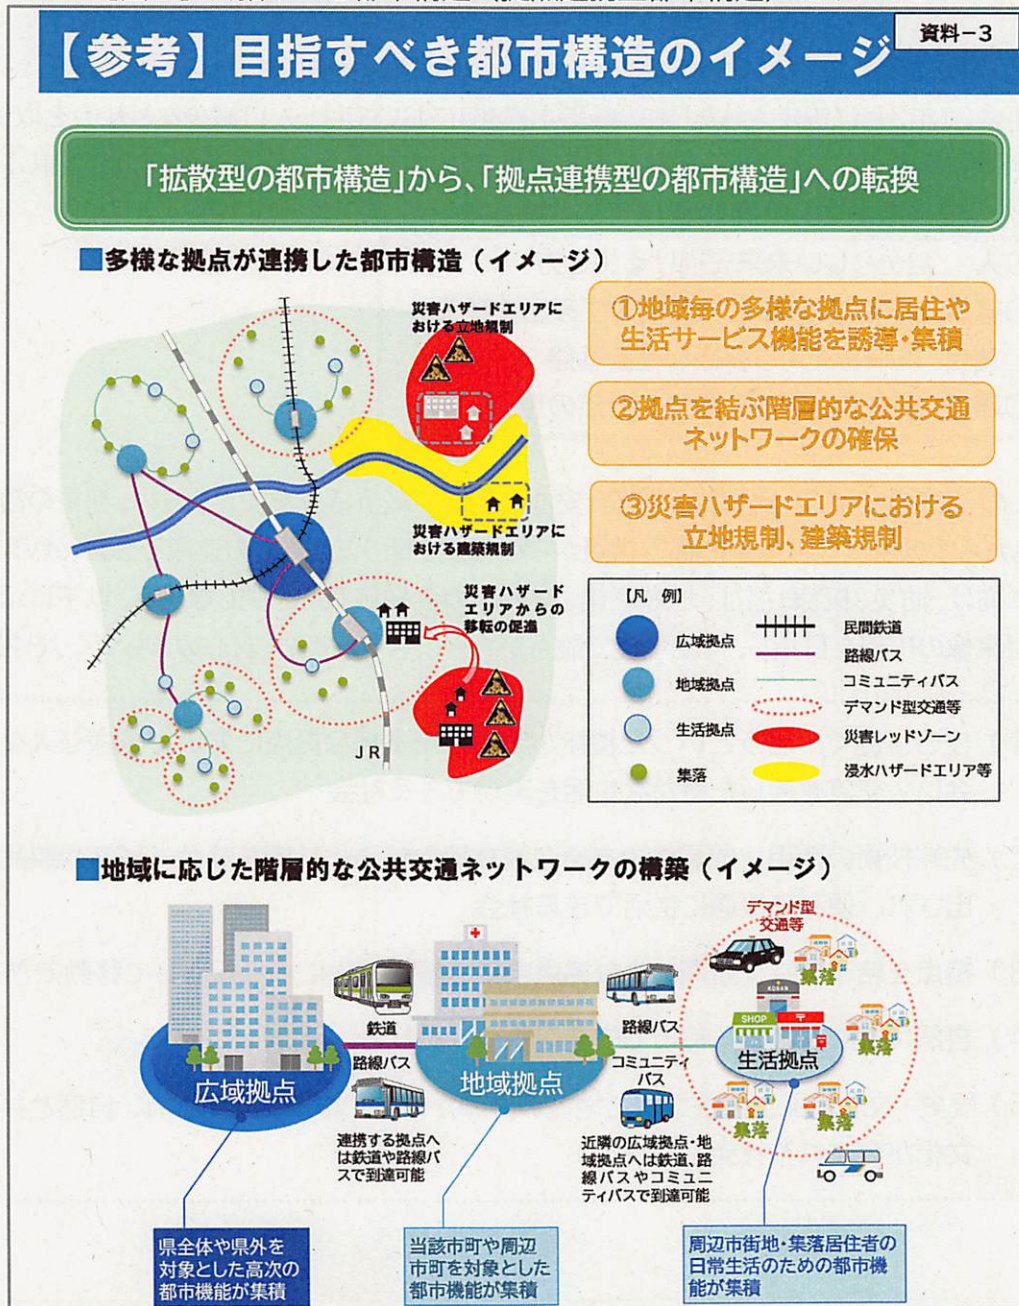 資料-3
【参考】目指すべき都市構造のイメージ
「拡散型の都市構造」から、「拠点連携型の都市構造」への転換
■多様な拠点が連携した都市構造（イメージ）
災害ハザードエリアに
おける立地規制
災害ハザードエリアに
おける建築規制
災害ハザード
エリアからの
移転の促進
JR
①地域毎の多様な拠点に居住や
生活サービス機能を誘導・集積
②拠点を結ぶ階層的な公共交通
ネットワークの確保
③災害ハザードエリアにおける
立地規制、建築規制
［凡 例］
広域拠点
地域拠点
生活拠点
集落
民間鉄道
路線バス
コミュニティバス
デマンド型交通等
災害レッドゾーン
浸水ハザードエリア等
■地域に応じた階層的な公共交通ネットワークの構築（イメージ）
広域拠点
鉄道
路線バス
連携する拠点へ
は鉄道や路線バ
スで到達可能
地域拠点
路線バス
コミュニティ
バス
近隣の広域拠点・地
域拠点へは鉄道、路
線バスやコミュニ
ティバスで到達可能
デマンド型
交通等
KOBAN
SHOP
〒
生活拠点
集落
集落
集落
集落
県全体や県外を
対象とした高次の
都市機能が集積
当該市町や周辺
市町を対象とした
都市機能が集積
周辺市街地・集落居住者の
日常生活のための都市機
能が集積